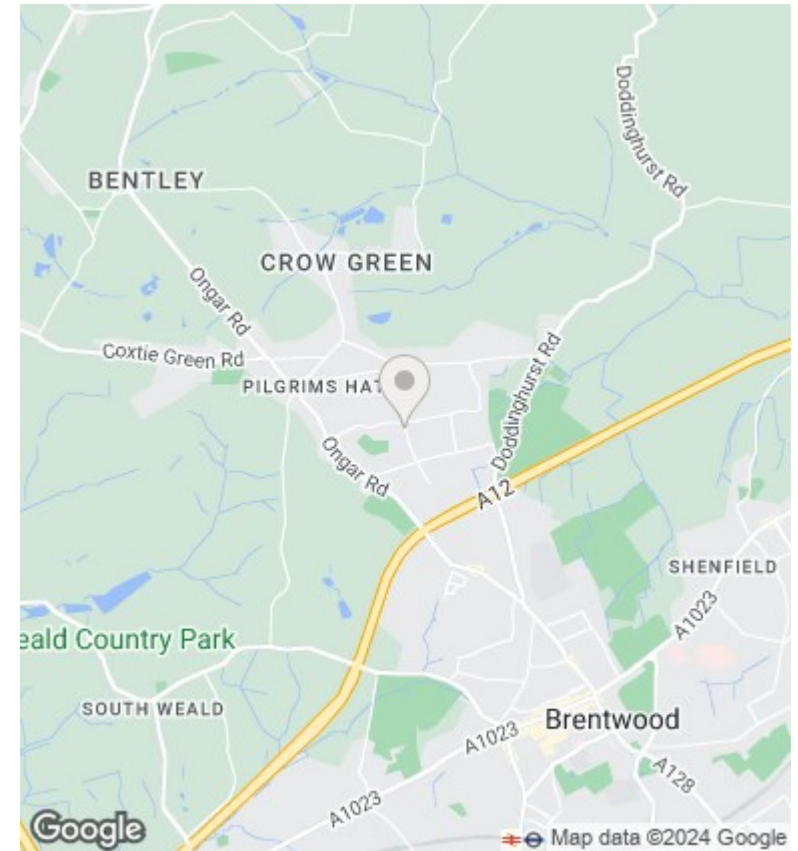 Doddinghurst Rd
BENTLEY
CROW GREEN
Ongar Rd
Coxtie Green Rd
PILGRIMS HAT
Doddinghurst Rd
Ongar Rd
A12
SHENFIELD
A1023
eald Country Park
SOUTH WEALD
Brentwood
A1023
A128
A1023
Google
Map data ©2024 Google